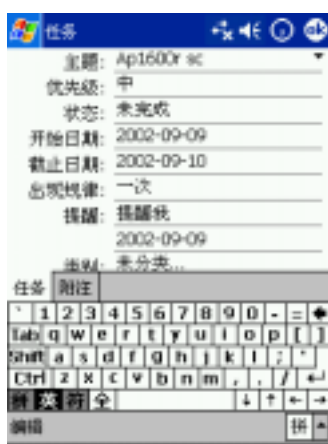 任务
主题: Ap1600r sc
优先级: 中
状态: 未完成
开始日期: 2002-09-09
截止日期: 2002-09-10
出现规律: 一次
提醒: 提醒我
2002-09-09
类别: 未分类...
任务 附注
` 1 2 3 4 5 6 7 8 9 0 - =
Tab q w e r t y u i o p [ ]
Shift a s d f g h j k l ; '
Ctrl z x c v b n m , . /
拼 英 符 全
编辑 拼